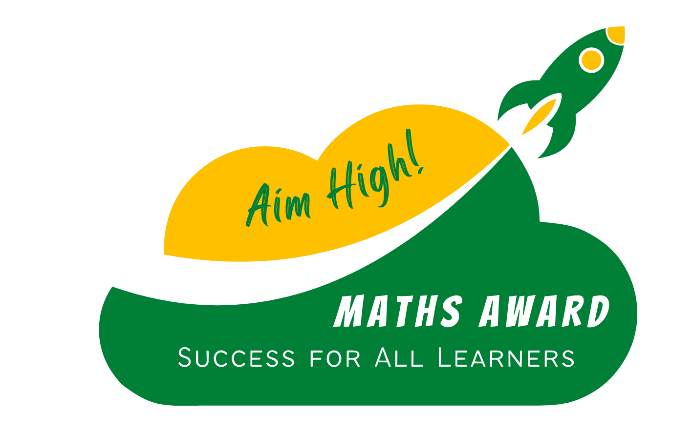 Aim High!
MATHS AWARD
Success for All Learners